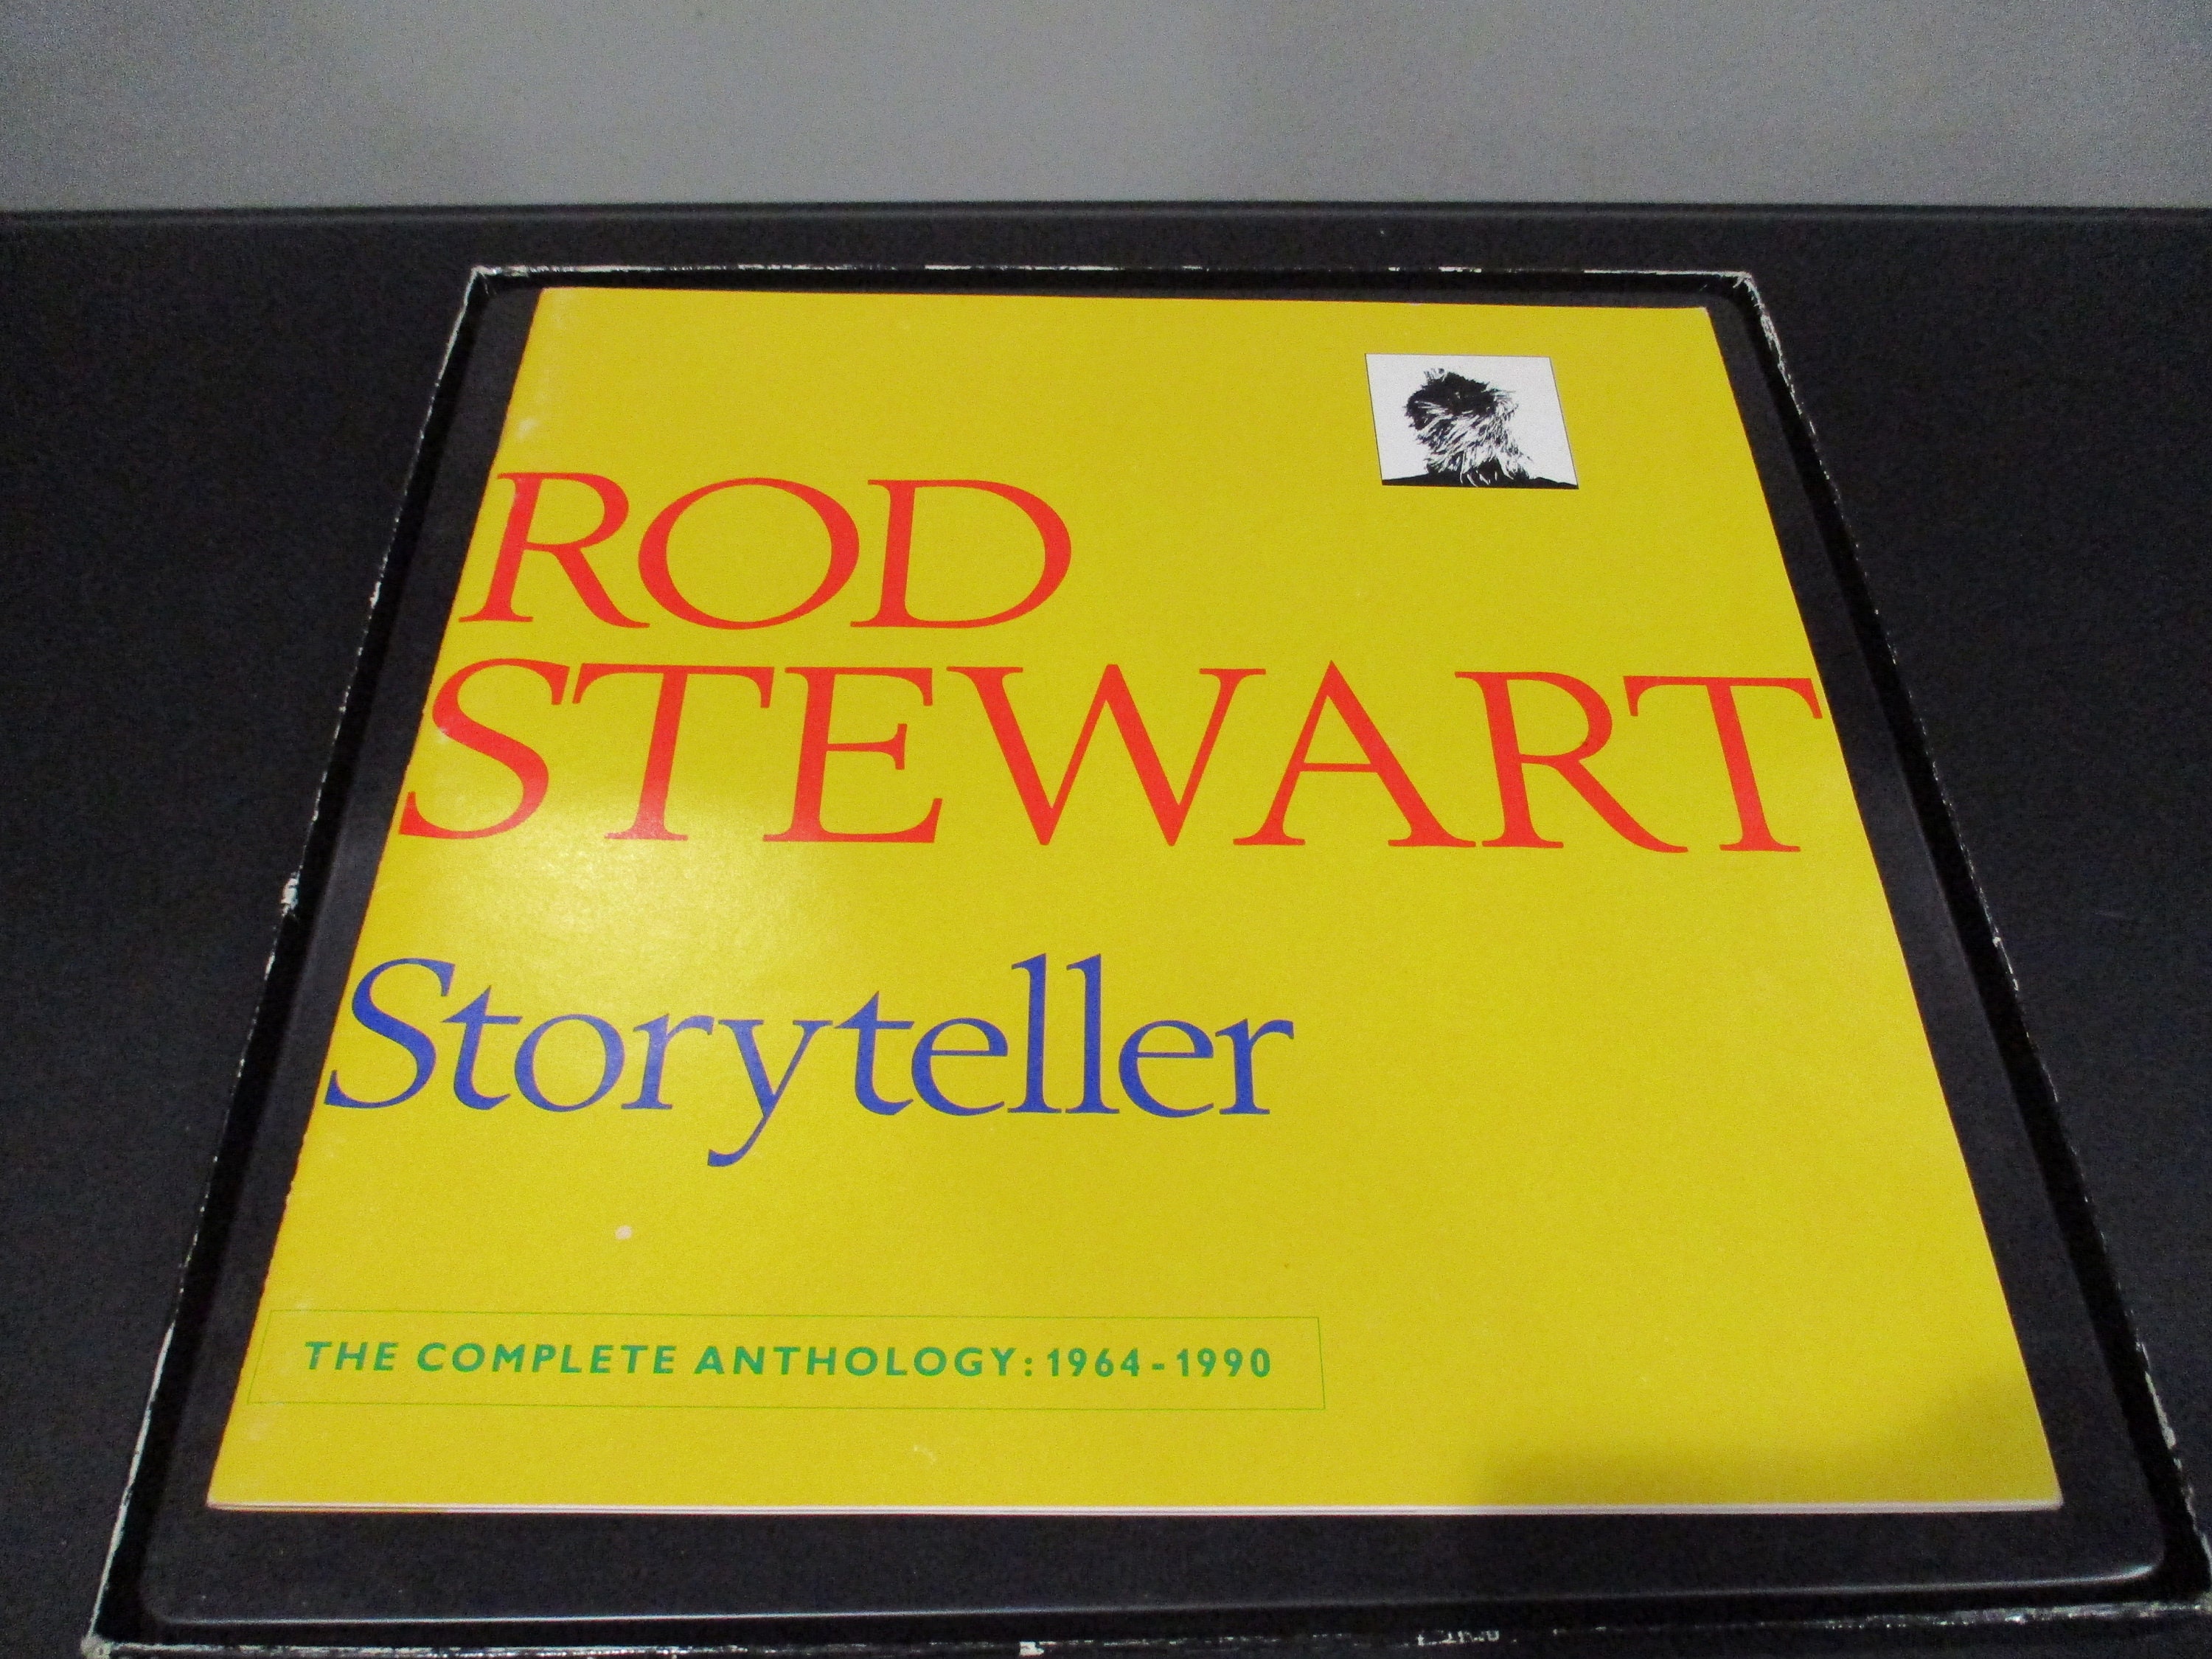 ROD
STEWART
Storyteller
THE COMPLETE ANTHOLOGY: 1964-1990